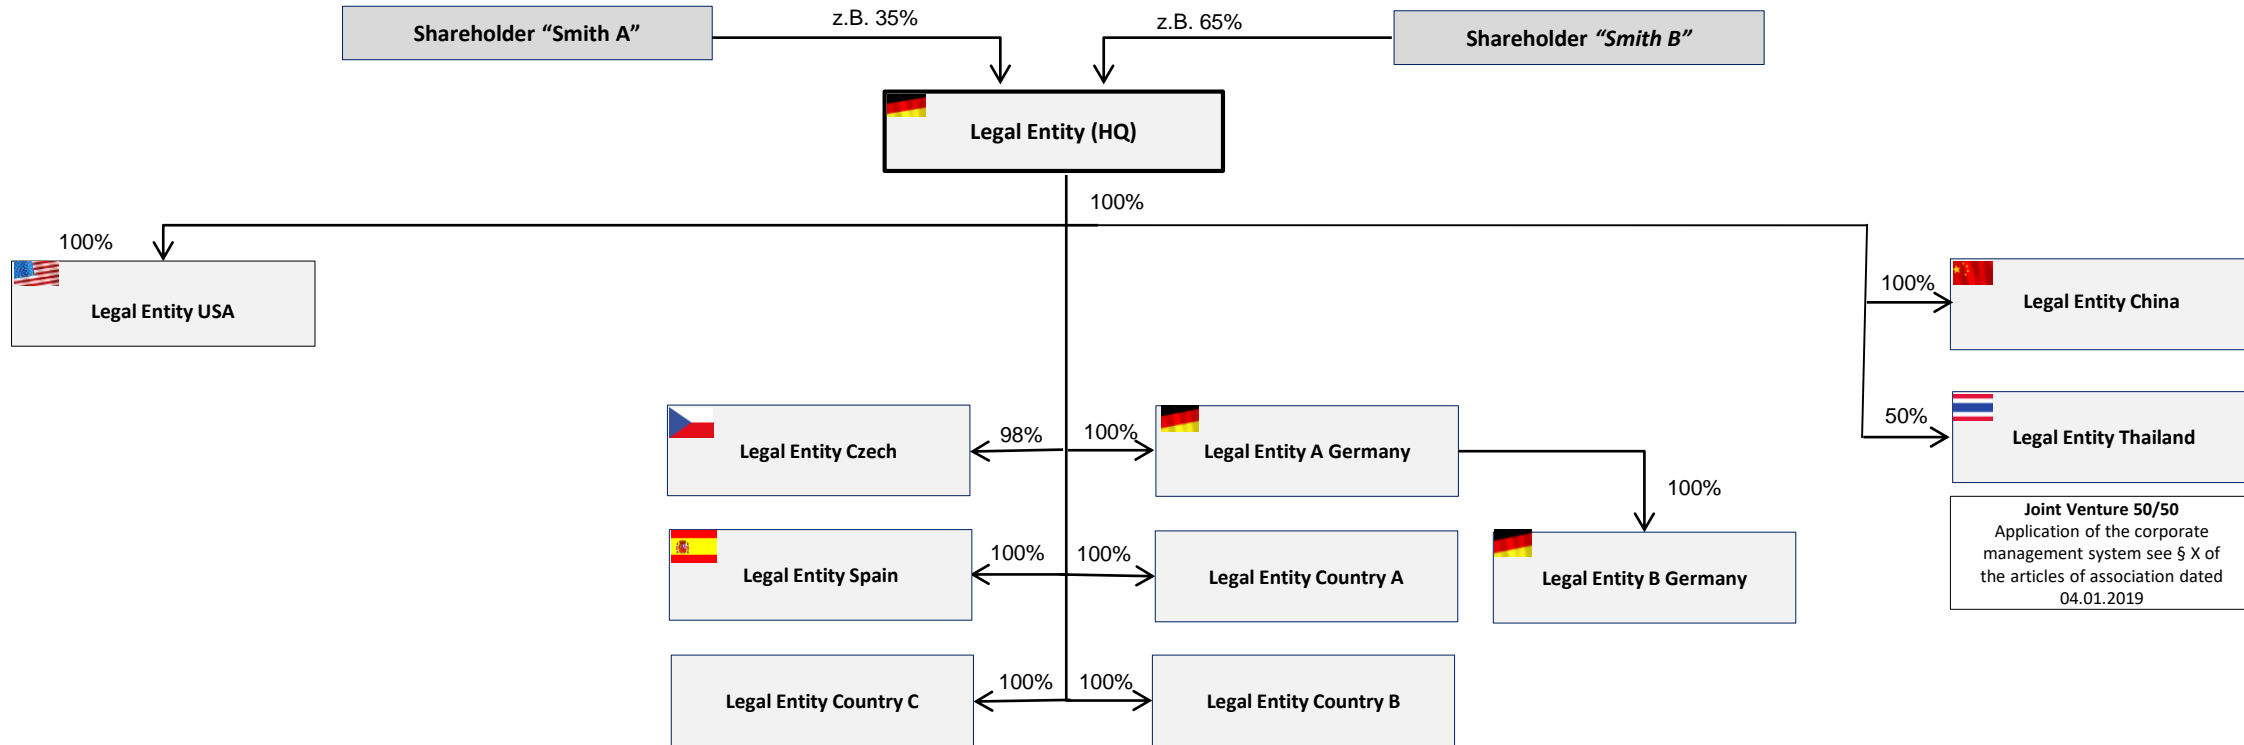 Shareholder “Smith A”
z.B. 35%
z.B. 65%
Shareholder “Smith B”
Legal Entity (HQ)
100%
100%
Legal Entity USA
100%
Legal Entity China
50%
Legal Entity Thailand
Joint Venture 50/50
Application of the corporate
management system see § X of
the articles of association dated
04.01.2019
Legal Entity Czech
98%
100%
Legal Entity A Germany
100%
Legal Entity Spain
100%
100%
Legal Entity Country A
Legal Entity B Germany
Legal Entity Country C
100%
100%
Legal Entity Country B